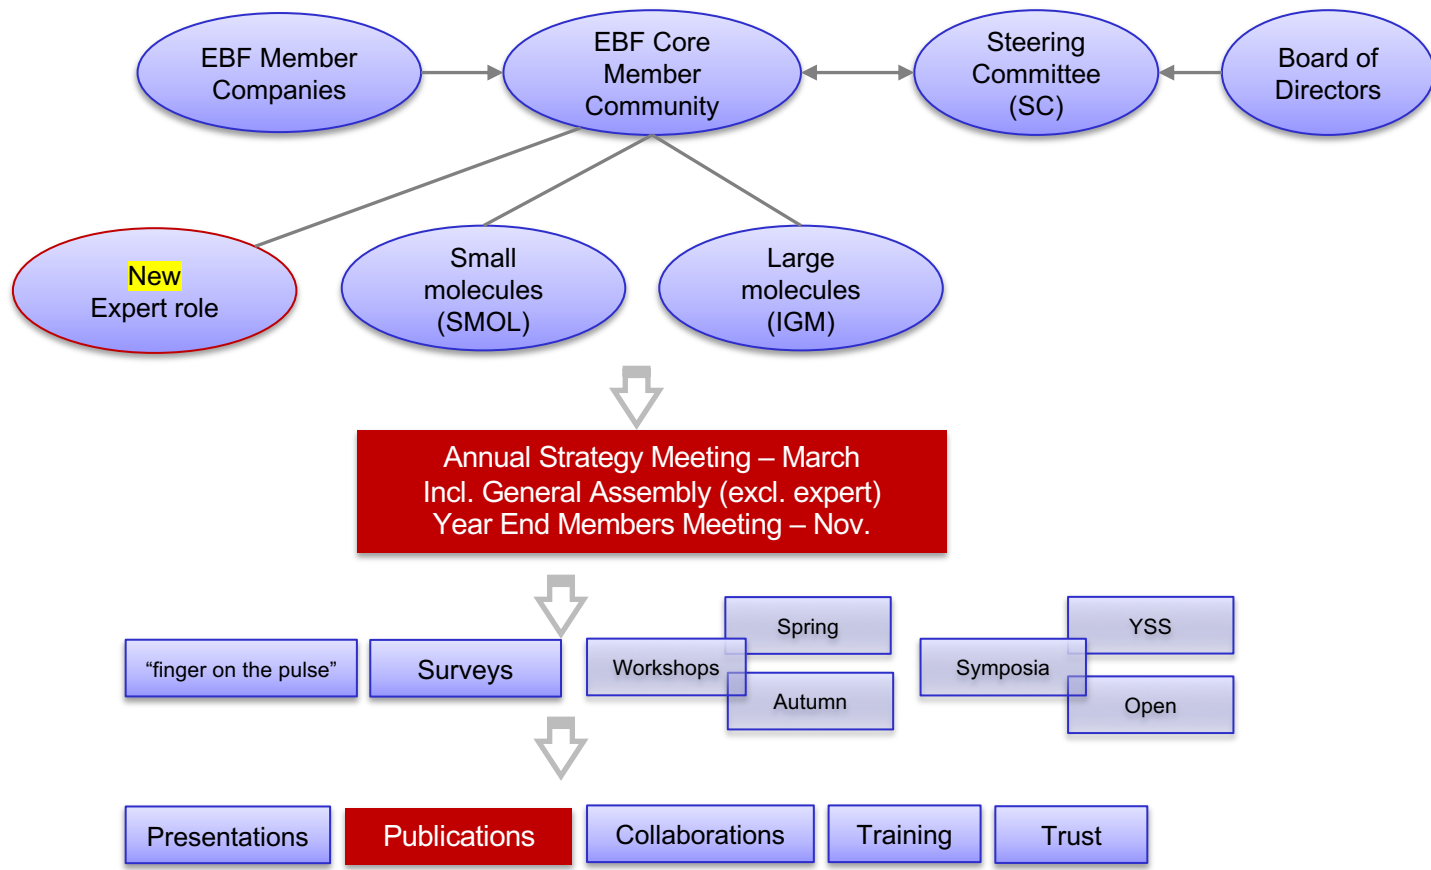 EBF Member
Companies
EBF Core
Member
Community
Steering
Committee
(SC)
Board of
Directors
New
Expert role
Small
molecules
(SMOL)
Large
molecules
(IGM)
Annual Strategy Meeting – March
Incl. General Assembly (excl. expert)
Year End Members Meeting – Nov.
“finger on the pulse”
Surveys
Workshops
Spring
Autumn
Symposia
YSS
Open
Presentations
Publications
Collaborations
Training
Trust